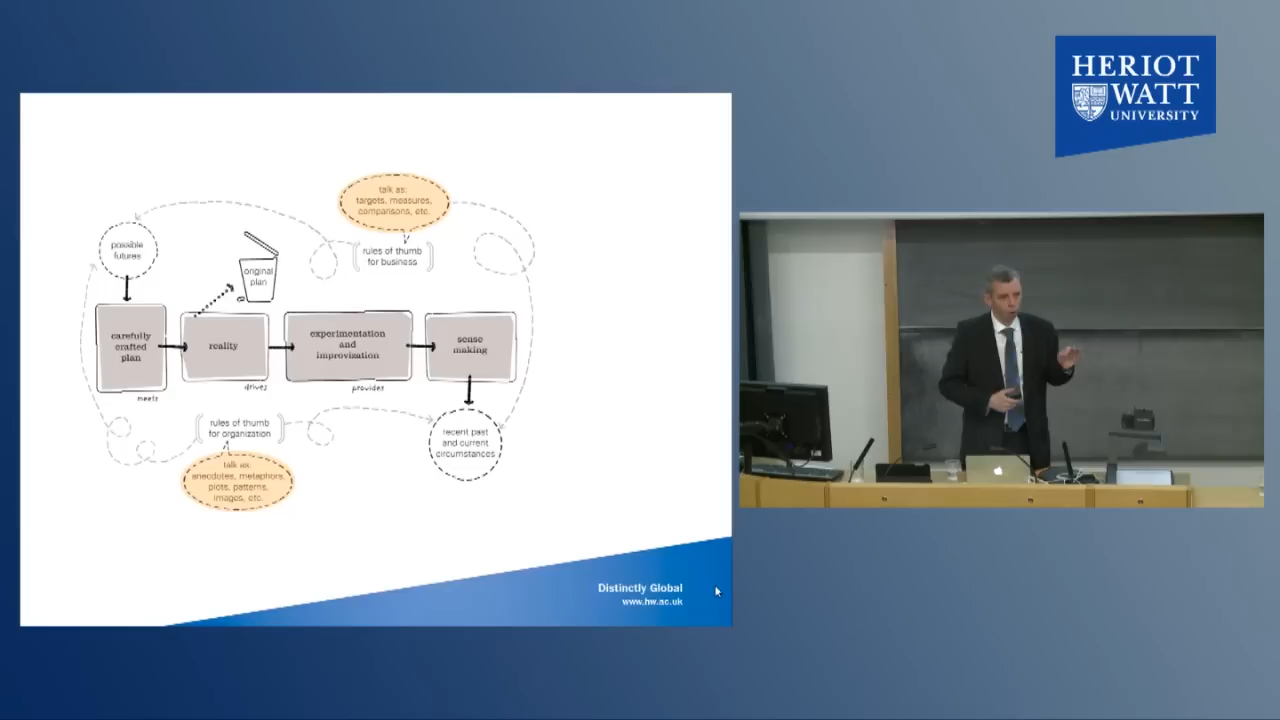 HERIOT
WATT
UNIVERSITY
talk as:
targets, measures,
comparisons, etc.
possible
futures
rules of thumb
for business
original
plan
carefully
crafted
plan
reality
experimentation
and
improvization
sense
making
meets
drives
provides
rules of thumb
for organization
recent past
and current
circumstances
talk as:
anecdotes, metaphors,
plots, patterns,
images, etc.
Distinctly Global
www.hw.ac.uk